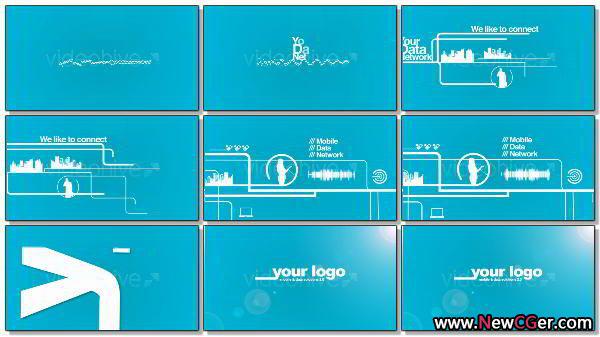 videohive
videohive
Yo
Da
Net
We like to connect
Your
Data
Network
We like to connect
/// Mobile
/// Data
/// Network
/// Mobile
/// Data
/// Network
videohive
your logo
your logo
www.NewCGer.com